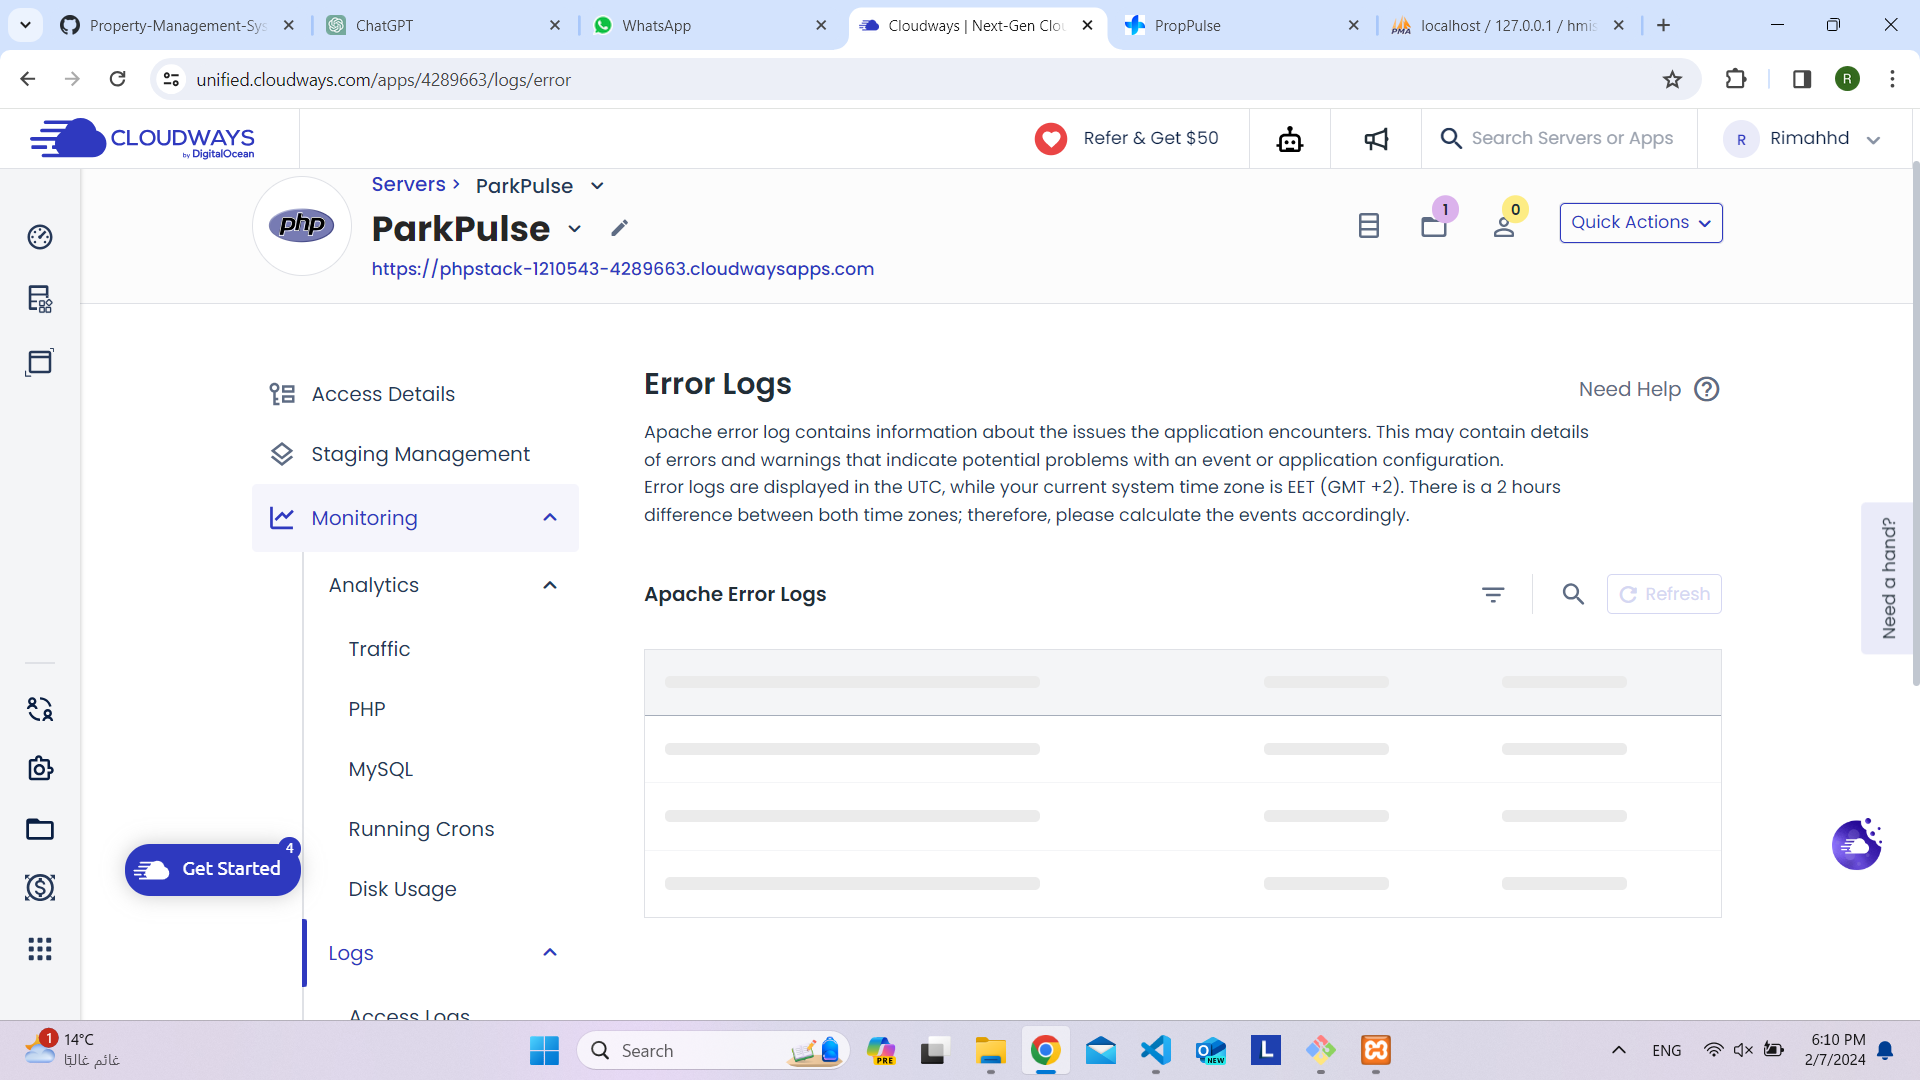 Property-Management-Sys
ChatGPT
WhatsApp
Cloudways | Next-Gen Clou
PropPulse
localhost / 127.0.0.1 / hmis
unified.cloudways.com/apps/4289663/logs/error
R
CLOUDWAYS
by DigitalOcean
Refer & Get $50
Search Servers or Apps
R
Rimahhd
php
Servers >
ParkPulse
ParkPulse
https://phpstack-1210543-4289663.cloudwaysapps.com
1
0
Quick Actions
Access Details
Staging Management
Monitoring
Analytics
Traffic
PHP
MySQL
Running Crons
Disk Usage
Logs
Access Logs
Get Started
4
Error Logs
Need Help
Apache error log contains information about the issues the application encounters. This may contain details
of errors and warnings that indicate potential problems with an event or application configuration.
Error logs are displayed in the UTC, while your current system time zone is EET (GMT +2). There is a 2 hours
difference between both time zones; therefore, please calculate the events accordingly.
Apache Error Logs
Refresh
Need a hand?
1
14°C
غائم غالبًا
Search
PRE
NEW
L
ENG
6:10 PM
2/7/2024